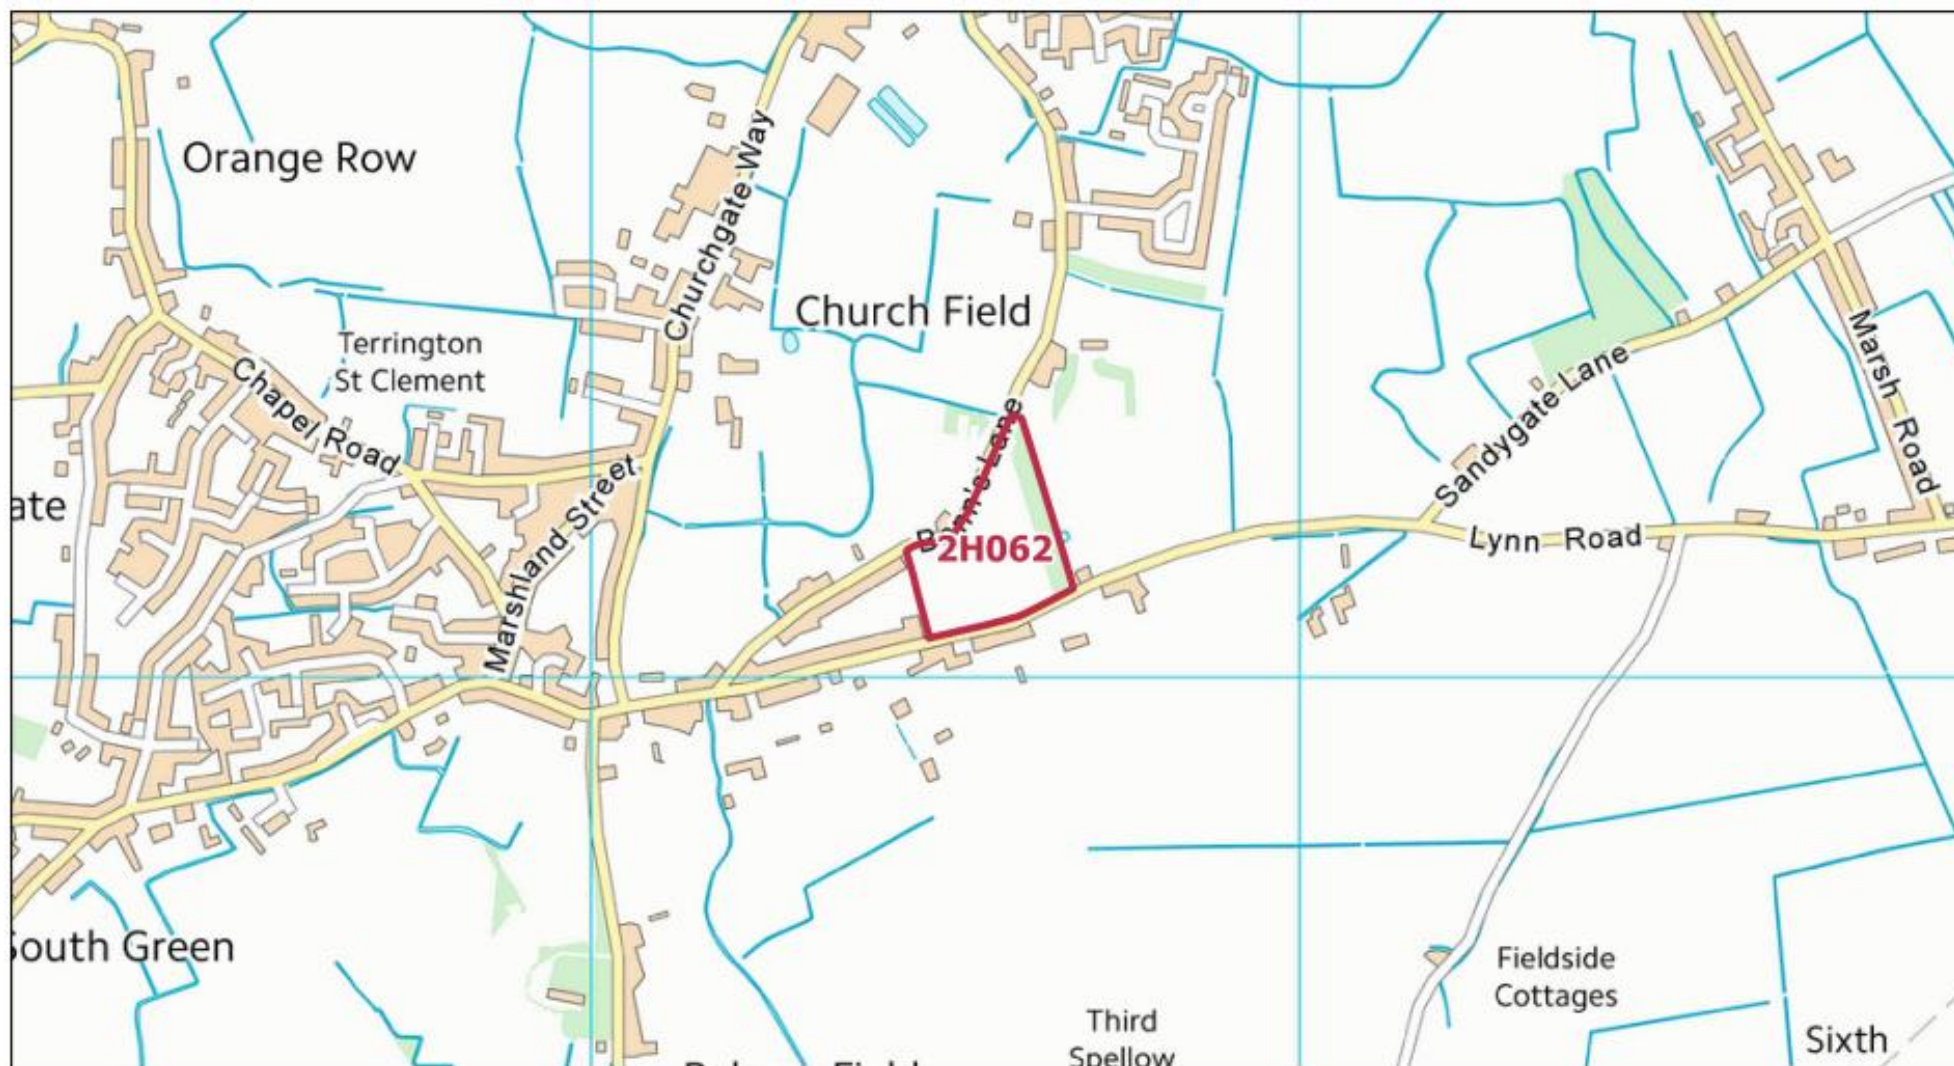 Orange Row
Churchgate Way
Church Field
Terrington
St Clement
Chapel Road
Marsh Road
Sandygate Lane
Lane
2H062
Lynn Road
ate
Marshland Street
South Green
Fieldside
Cottages
Third
Spellow
Sixth